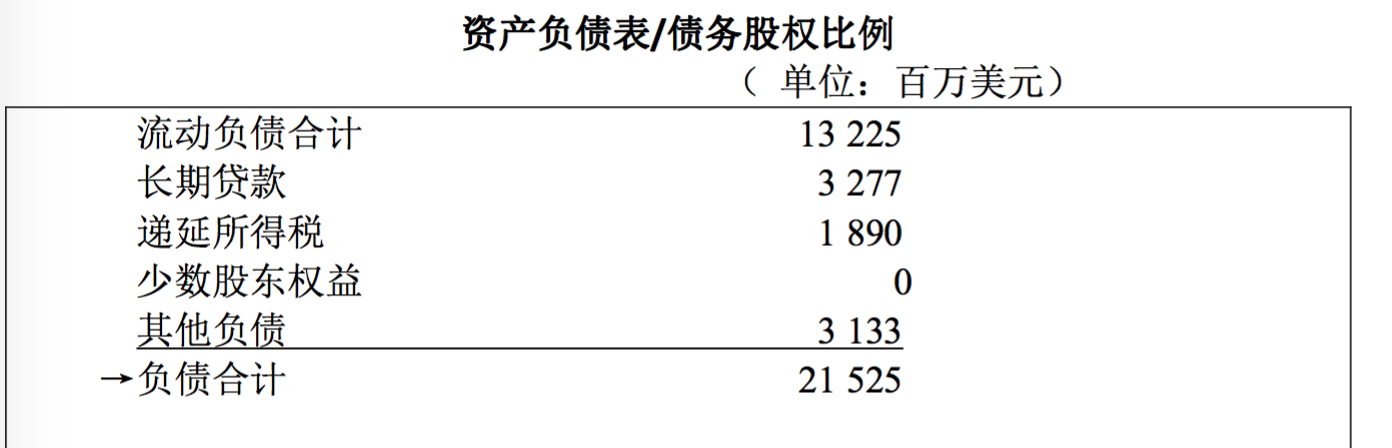 资产负债表/债务股权比例
（ 单位：百万美元）
流动负债合计 13 225
长期贷款 3 277
递延所得税 1 890
少数股东权益 0
其他负债 3 133
→负债合计 21 525